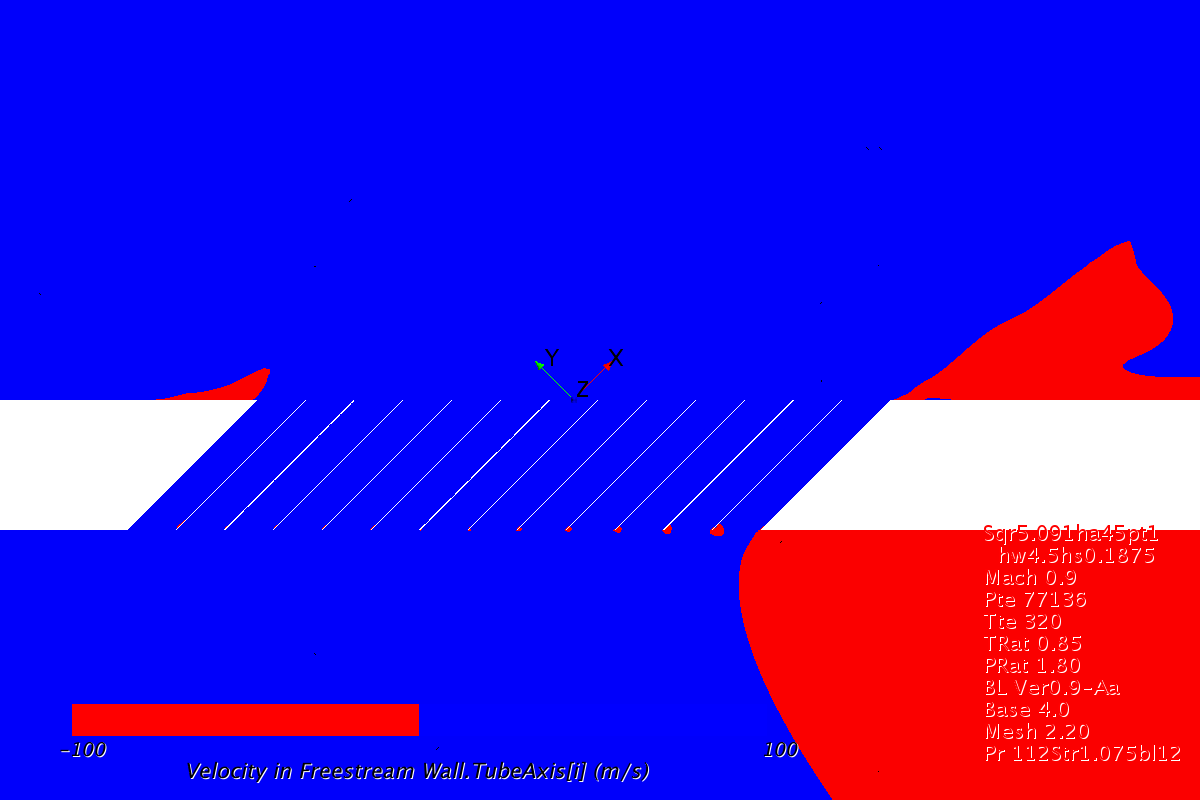 Y X
Z
Sqr5.091ha45pt1
hw4.5hs0.1875
Mach 0.9
Pte 77136
Tte 320
TRat 0.85
PRat 1.80
BL Ver0.9-Aa
Base 4.0
Mesh 2.20
Pr 112Str1.075bl12
-100 100
Velocity in Freestream Wall.TubeAxis[i] (m/s)